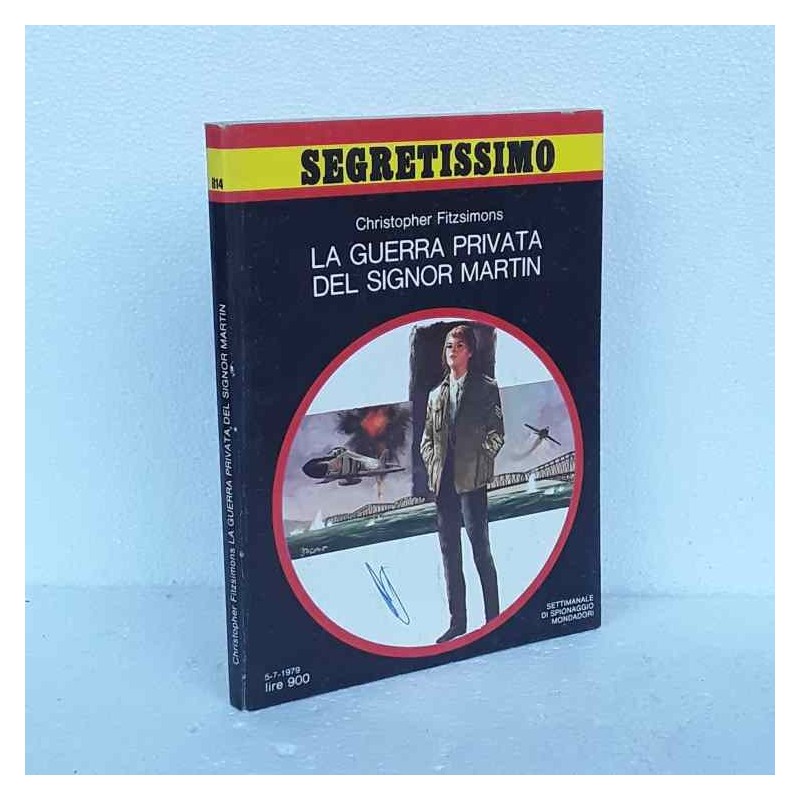 814
Christopher Fitzsimons LA GUERRA PRIVATA DEL SIGNOR MARTIN
SEGRETISSIMO
Christopher Fitzsimons
LA GUERRA PRIVATA
DEL SIGNOR MARTIN
SETTIMANALE
DI SPIONAGGIO
MONDADORI
5-7-1979
lire 900